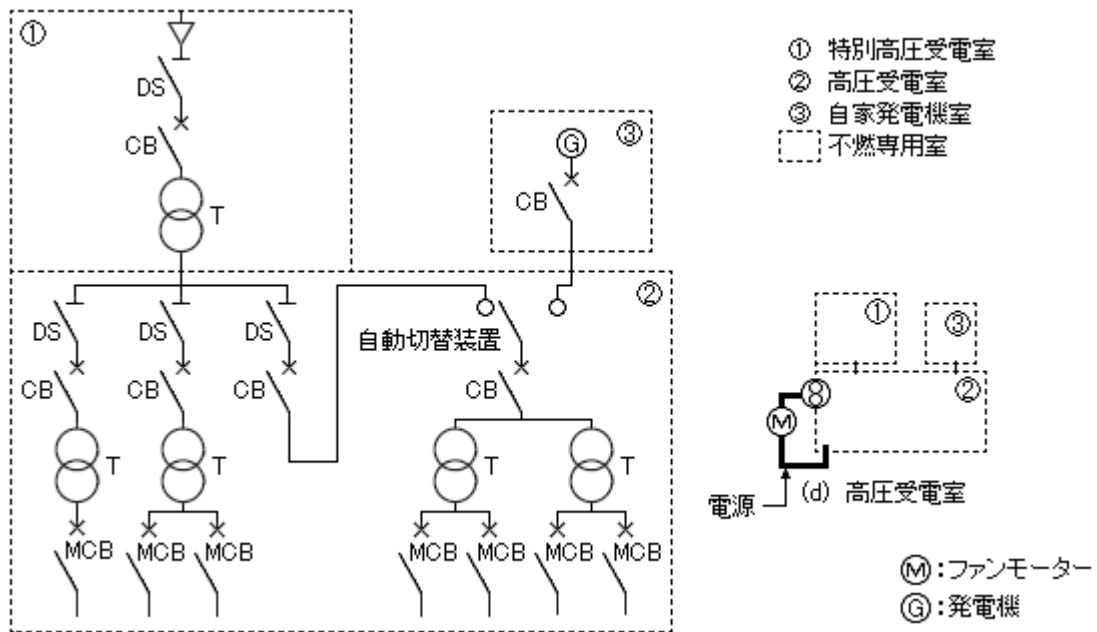 ①
DS
CB
T
G
③
CB
① 特別高圧受電室
② 高圧受電室
③ 自家発電機室
不燃専用室
②
DS
DS
DS
自動切替装置
CB
CB
CB
CB
T
T
T
T
MCB
MCB
MCB
MCB
MCB
MCB
MCB
①
③
②
8
M
電源
(d) 高圧受電室
M:ファンモーター
G:発電機